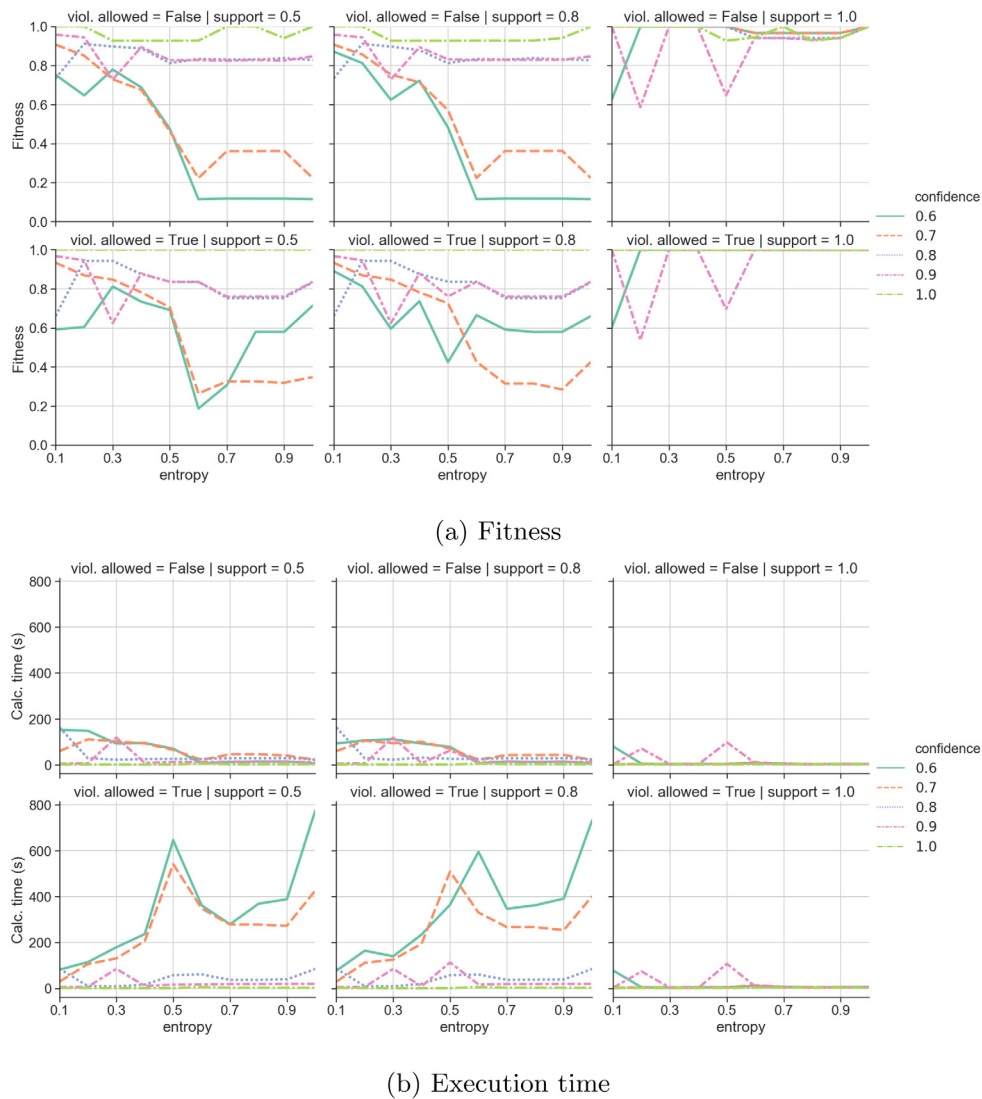 viol. allowed = False | support = 0.5
viol. allowed = False | support = 0.8
viol. allowed = False | support = 1.0
1.0
0.8
0.6
0.4
0.2
0.0
Fitness
viol. allowed = True | support = 0.5
viol. allowed = True | support = 0.8
viol. allowed = True | support = 1.0
1.0
0.8
0.6
0.4
0.2
0.0
Fitness
0.1 0.3 0.5 0.7 0.9
0.1 0.3 0.5 0.7 0.9
0.1 0.3 0.5 0.7 0.9
entropy
entropy
entropy
confidence
0.6
0.7
0.8
0.9
1.0
(a) Fitness
viol. allowed = False | support = 0.5
viol. allowed = False | support = 0.8
viol. allowed = False | support = 1.0
800
600
400
200
0
Calc. time (s)
viol. allowed = True | support = 0.5
viol. allowed = True | support = 0.8
viol. allowed = True | support = 1.0
800
600
400
200
0
Calc. time (s)
0.1 0.3 0.5 0.7 0.9
0.1 0.3 0.5 0.7 0.9
0.1 0.3 0.5 0.7 0.9
entropy
entropy
entropy
confidence
0.6
0.7
0.8
0.9
1.0
(b) Execution time